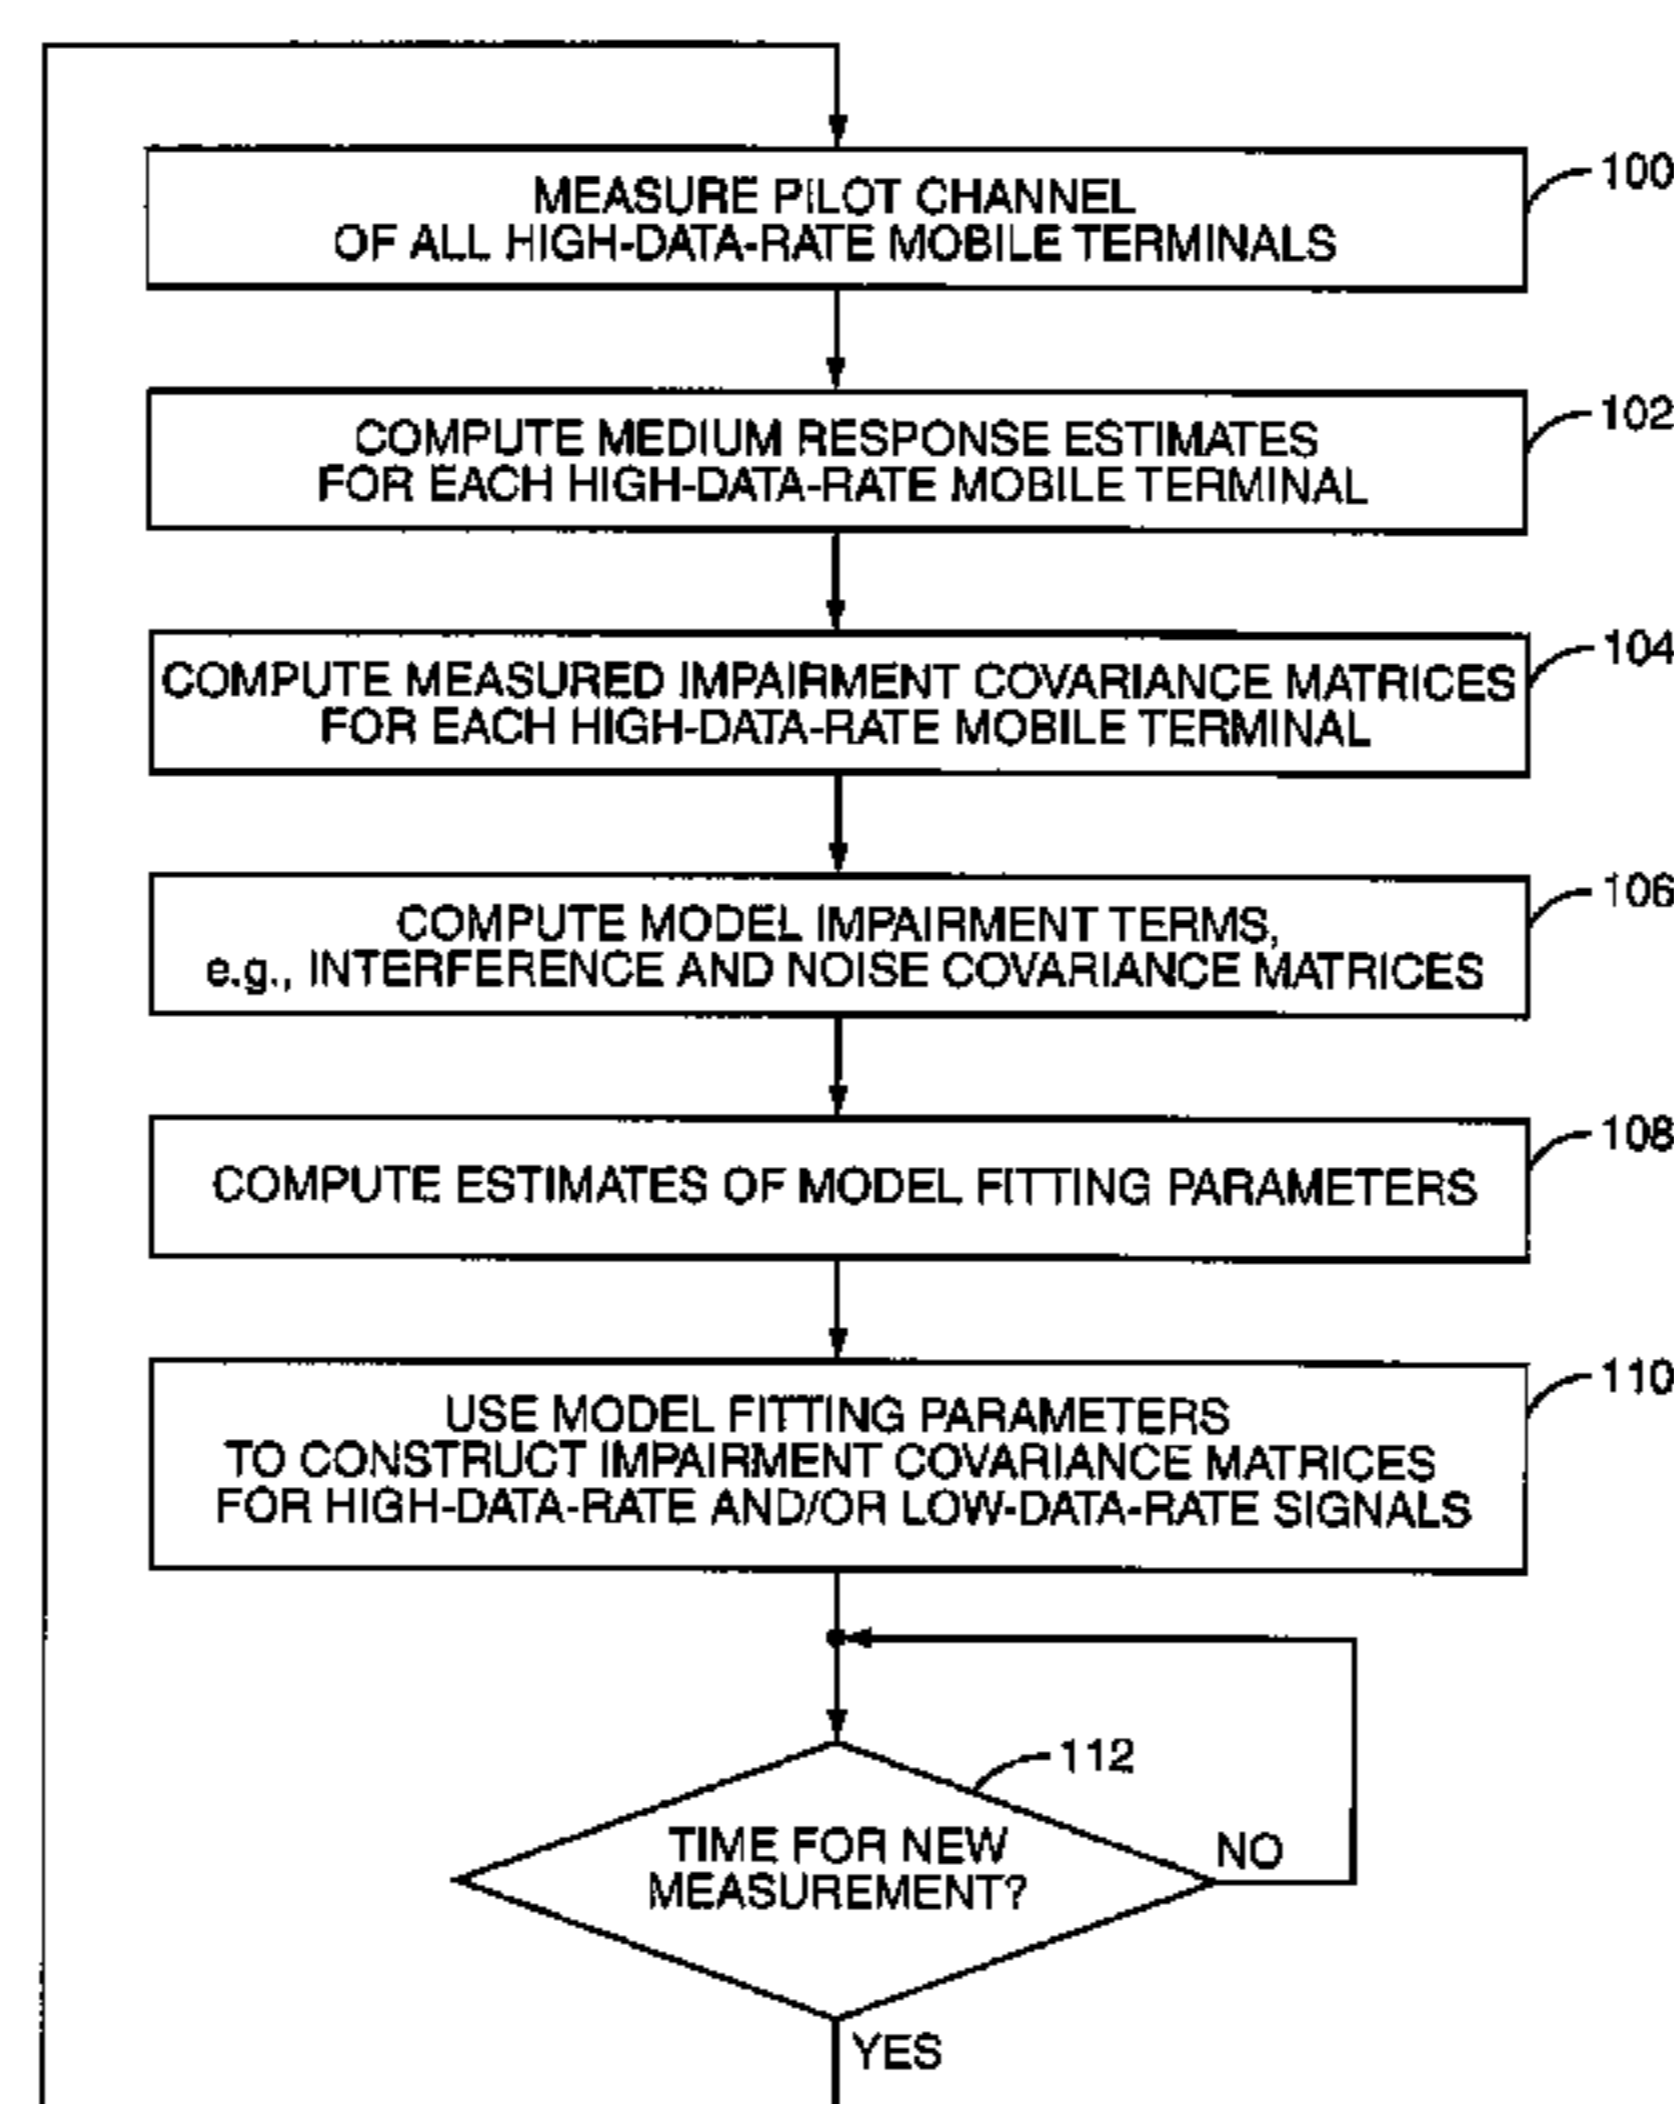 MEASURE PILOT CHANNEL
OF ALL HIGH-DATA-RATE MOBILE TERMINALS
100
COMPUTE MEDIUM RESPONSE ESTIMATES
FOR EACH HIGH-DATA-RATE MOBILE TERMINAL
102
COMPUTE MEASURED IMPAIRMENT COVARIANCE MATRICES
FOR EACH HIGH-DATA-RATE MOBILE TERMINAL
104
COMPUTE MODEL IMPAIRMENT TERMS,
e.g., INTERFERENCE AND NOISE COVARIANCE MATRICES
106
COMPUTE ESTIMATES OF MODEL FITTING PARAMETERS
108
USE MODEL FITTING PARAMETERS
TO CONSTRUCT IMPAIRMENT COVARIANCE MATRICES
FOR HIGH-DATA-RATE AND/OR LOW-DATA-RATE SIGNALS
110
112
TIME FOR NEW
MEASUREMENT?
NO
YES